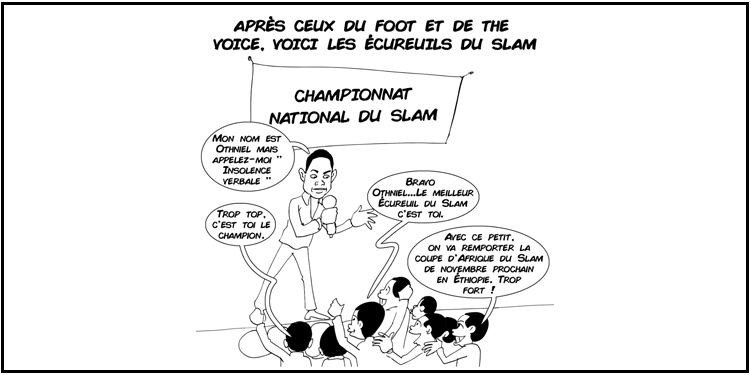 APRÈS CEUX DU FOOT ET DE THE
VOICE, VOICI LES ÉCUREUILS DU SLAM
CHAMPIONNAT
NATIONAL DU SLAM
MON NOM EST
OTHNIEL MAIS
APPELEZ-MOI "
INSOLENCE
VERBALE "
TROP TOP,
C'EST TOI LE
CHAMPION.
BRAVO
OTHNIEL...LE MEILLEUR
ÉCUREUIL DU SLAM
C'EST TOI.
AVEC CE PETIT,
ON VA REMPORTER LA
COUPE D'AFRIQUE DU SLAM
DE NOVEMBRE PROCHAIN
EN ÉTHIOPIE. TROP
FORT !